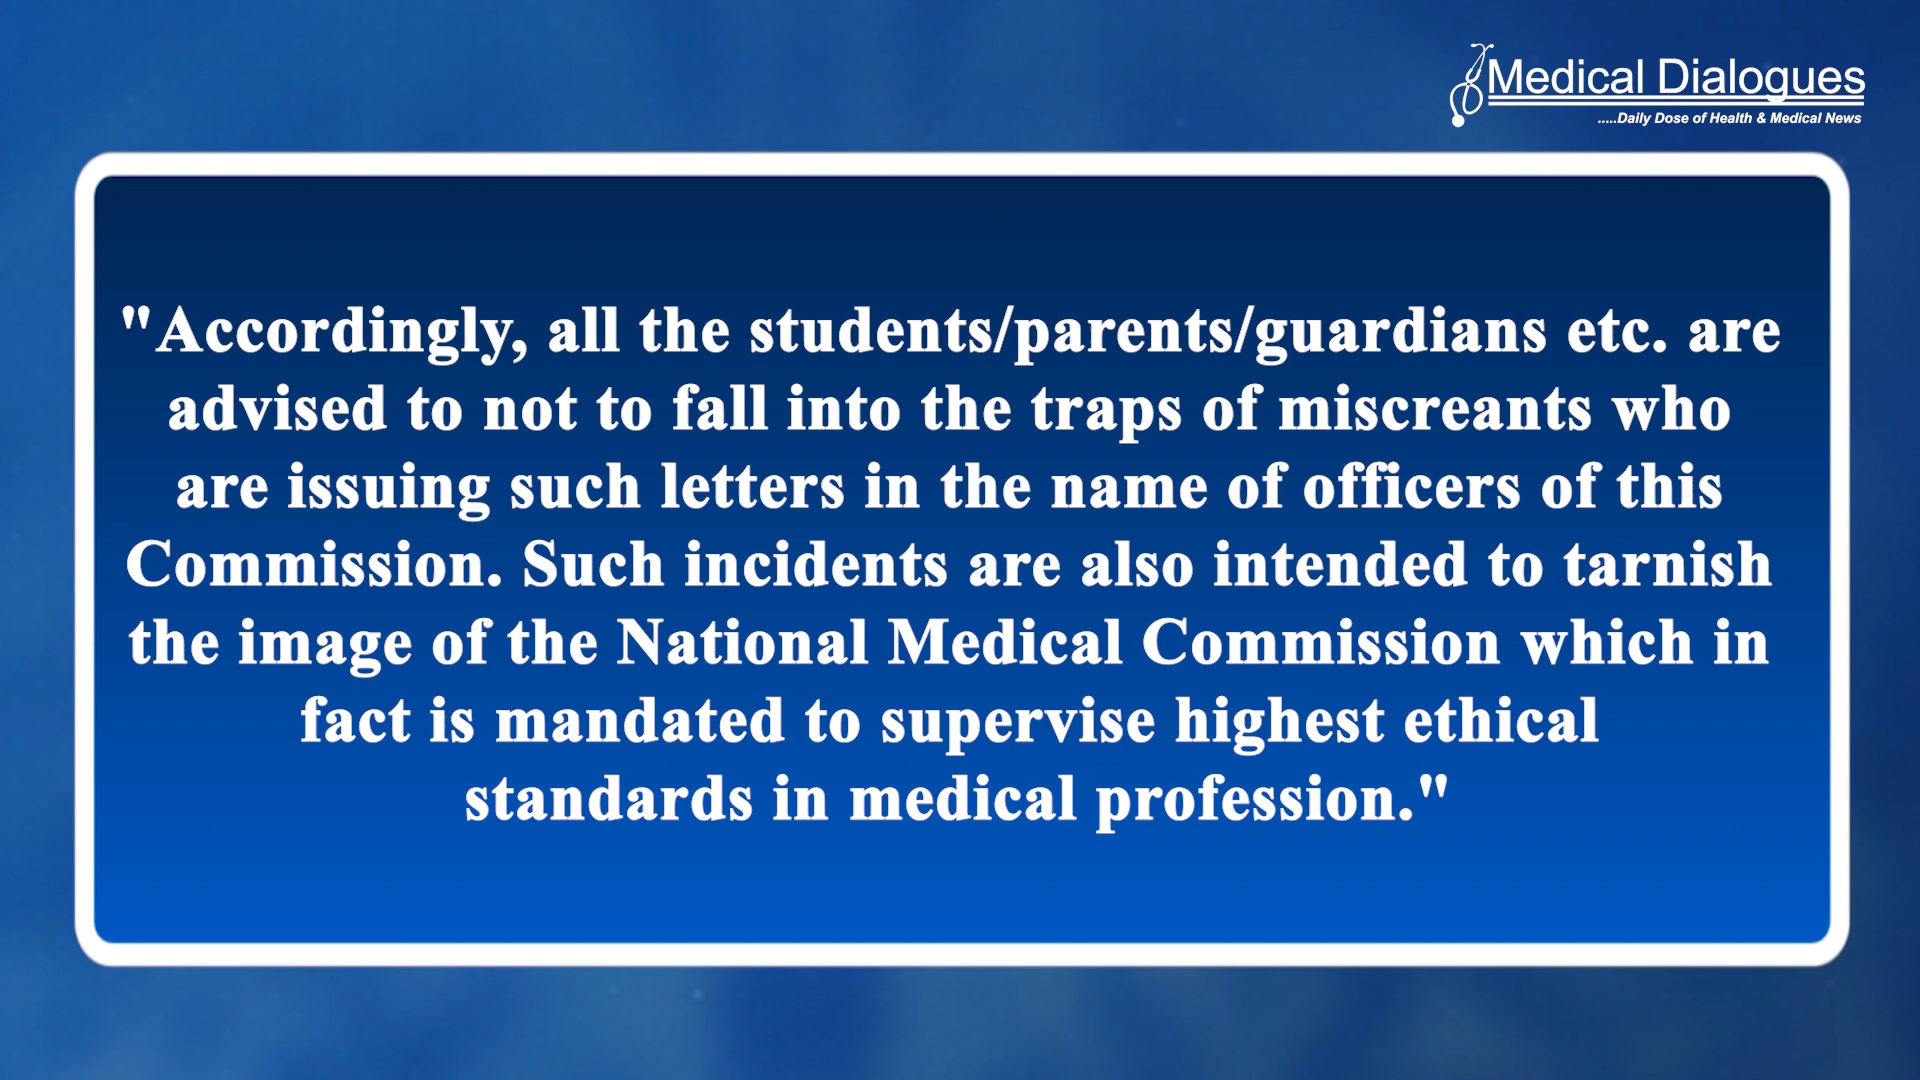 Medical Dialogues
.....Daily Dose of Health & Medical News
"Accordingly, all the students/parents/guardians etc. are
advised to not to fall into the traps of miscreants who
are issuing such letters in the name of officers of this
Commission. Such incidents are also intended to tarnish
the image of the National Medical Commission which in
fact is mandated to supervise highest ethical
standards in medical profession."